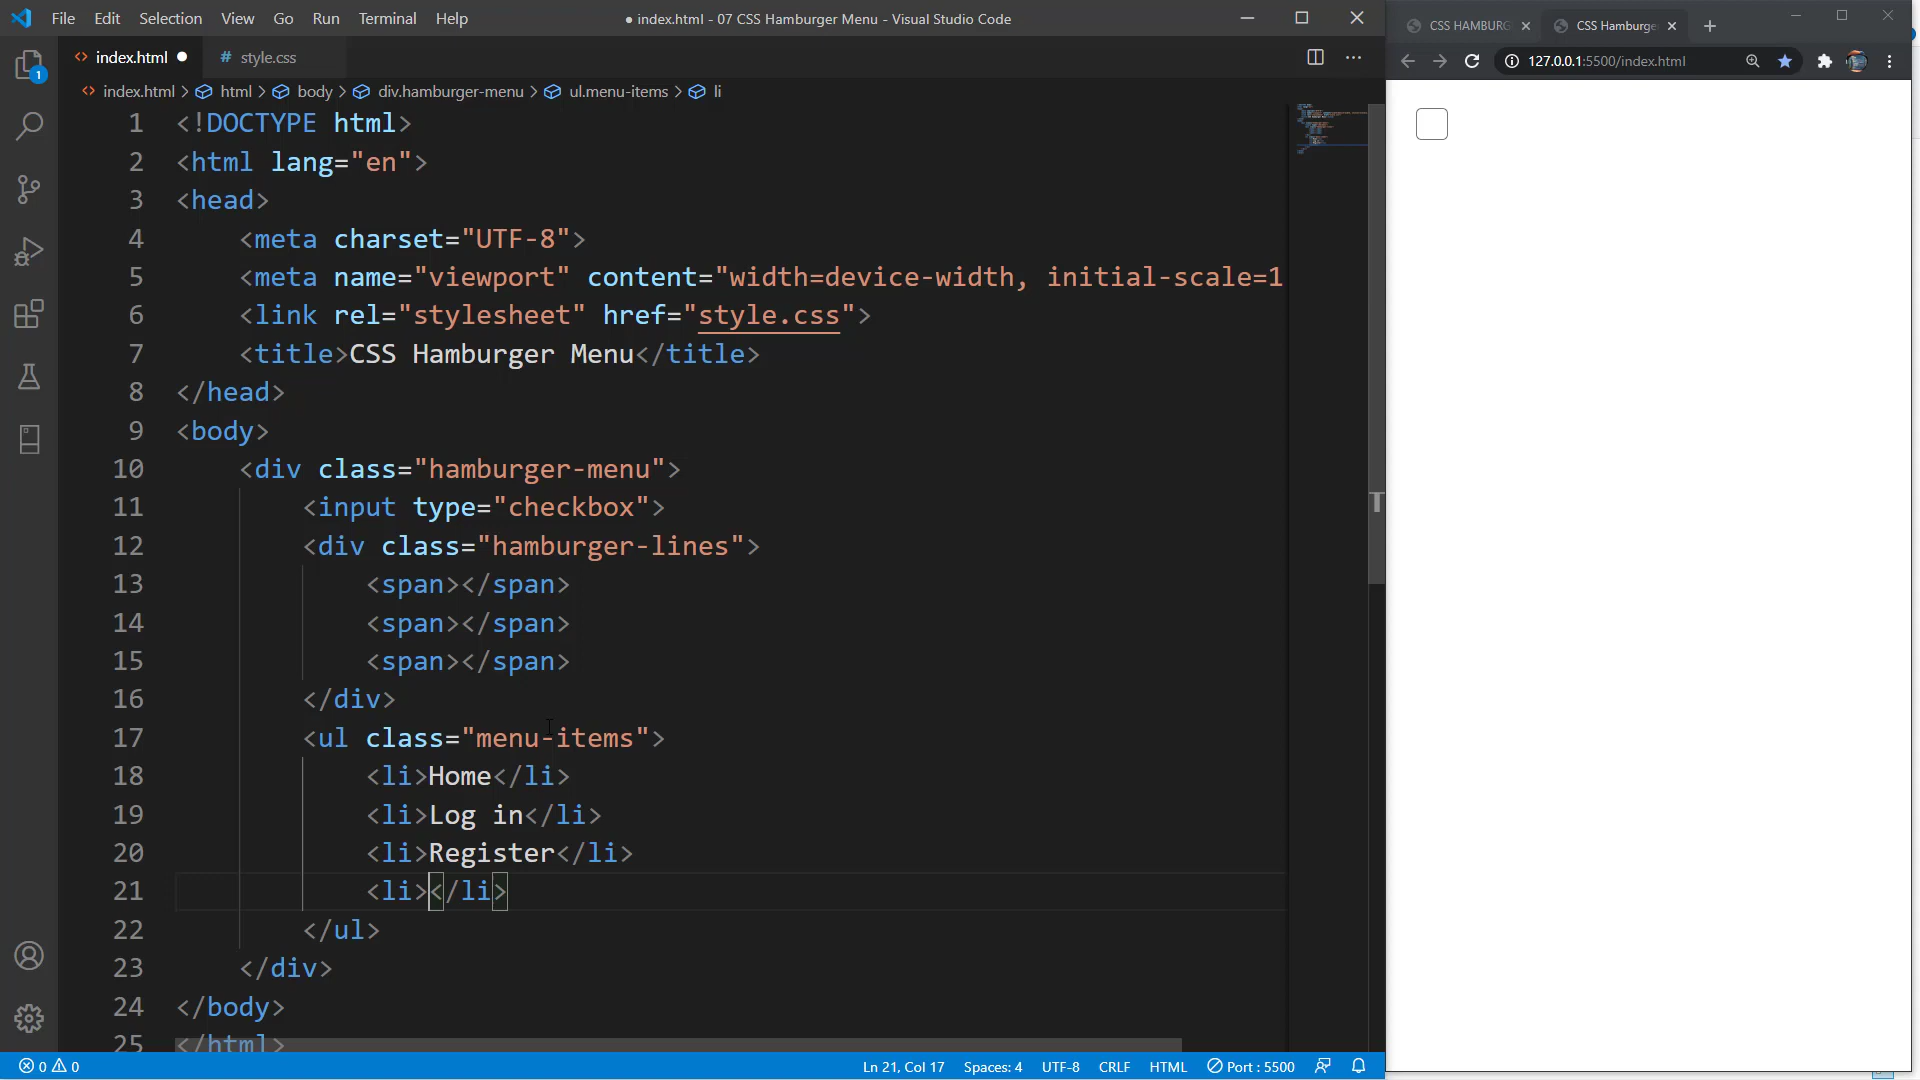 File Edit Selection View Go Run Terminal Help ● index.html - 07 CSS Hamburger Menu - Visual Studio Code
CSS HAMBURG CSS Hamburge
index.html ● # style.css
127.0.0.1:5500/index.html
1
index.html > html > body > div.hamburger-menu > ul.menu-items > li
1 <!DOCTYPE html>
2 <html lang="en">
3 <head>
4 <meta charset="UTF-8">
5 <meta name="viewport" content="width=device-width, initial-scale=1
6 <link rel="stylesheet" href="style.css">
7 <title>CSS Hamburger Menu</title>
8 </head>
9 <body>
10 <div class="hamburger-menu">
11 <input type="checkbox">
12 <div class="hamburger-lines">
13 <span></span>
14 <span></span>
15 <span></span>
16 </div>
17 <ul class="menu-items">
18 <li>Home</li>
19 <li>Log in</li>
20 <li>Register</li>
21 <li></li>
22 </ul>
23 </div>
24 </body>
25 </html>
0 0 Ln 21, Col 17 Spaces: 4 UTF-8 CRLF HTML Port : 5500